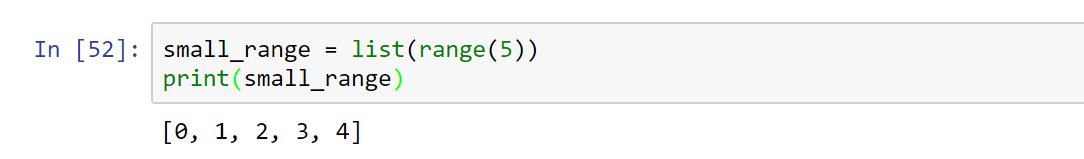 In [52]: small_range = list(range(5))
print(small_range)
[0, 1, 2, 3, 4]